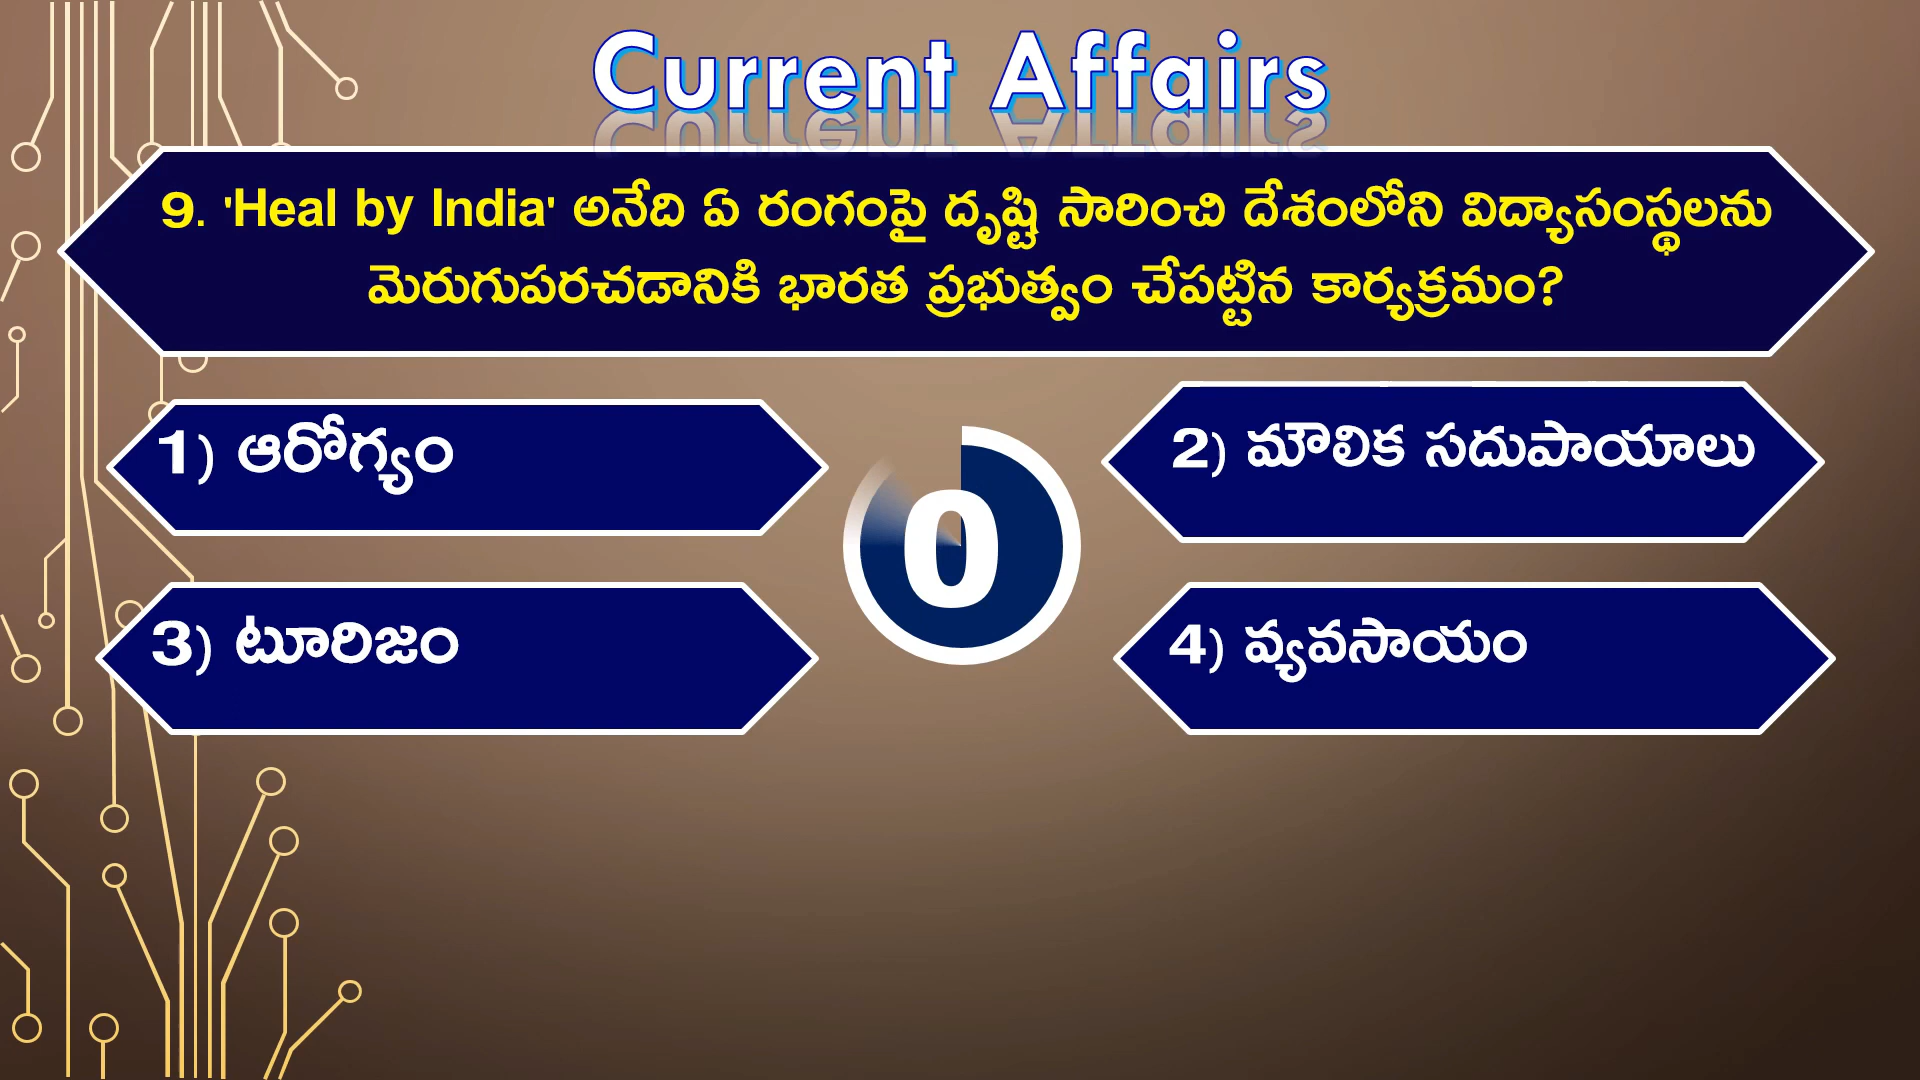 Current Affairs
9. 'Heal by India' అనేది ఏ రంగంపై దృష్టి సారించి దేశంలోని విద్యాసంస్థలను
మెరుగుపరచడానికి భారత ప్రభుత్వం చేపట్టిన కార్యక్రమం?
1) ఆరోగ్యం
2) మౌలిక సదుపాయాలు
0
3) టూరిజం
4) వ్యవసాయం